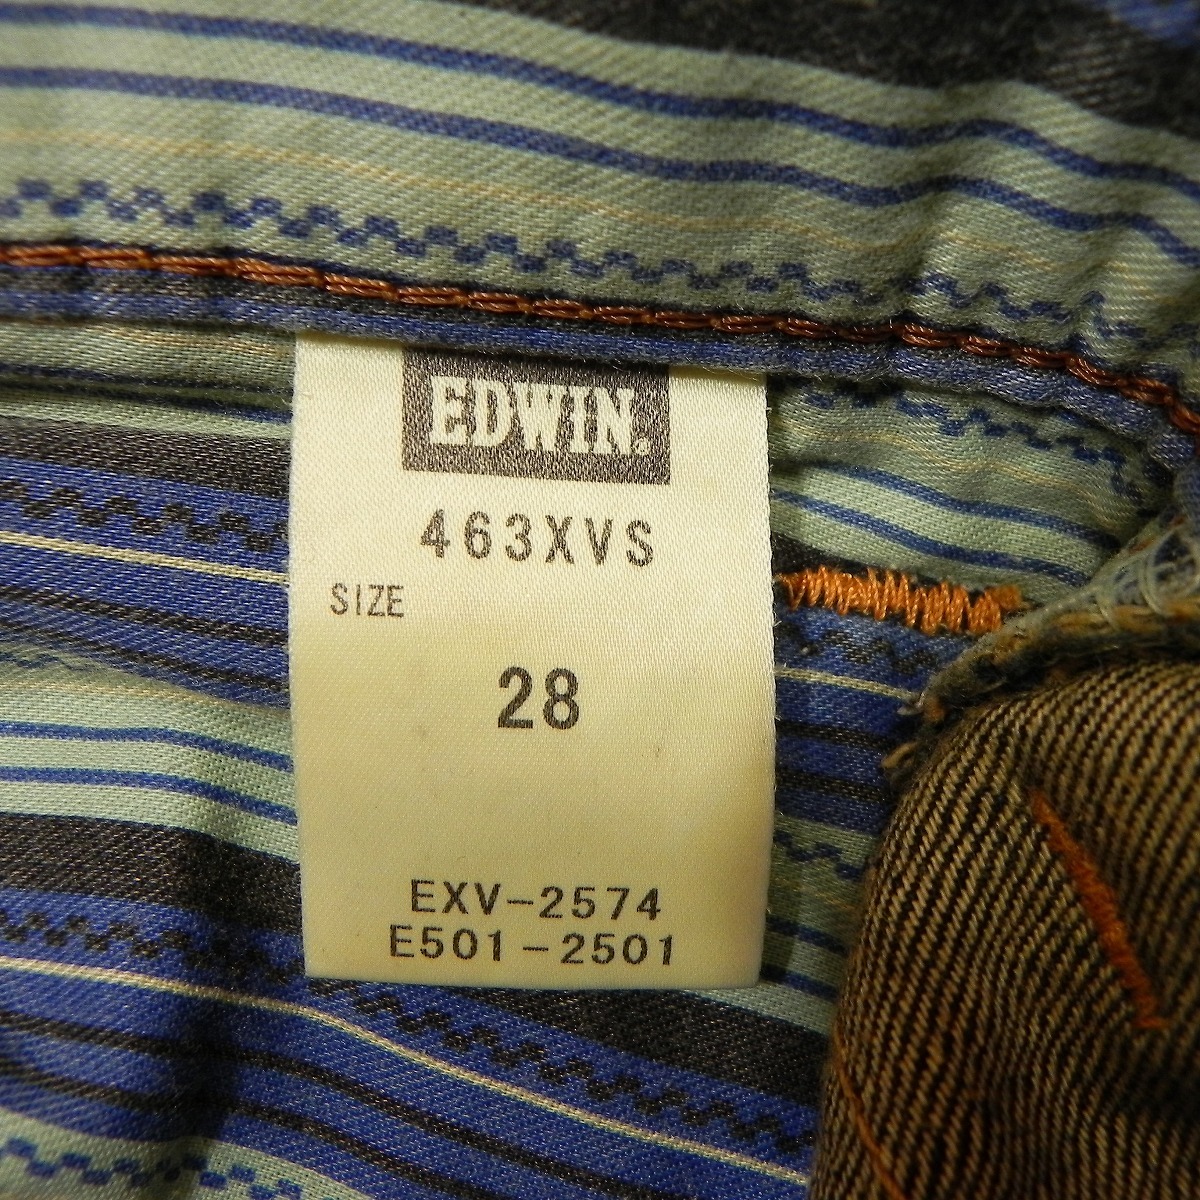 EDWIN.
463XVS
SIZE
28
EXV-2574
E501-2501